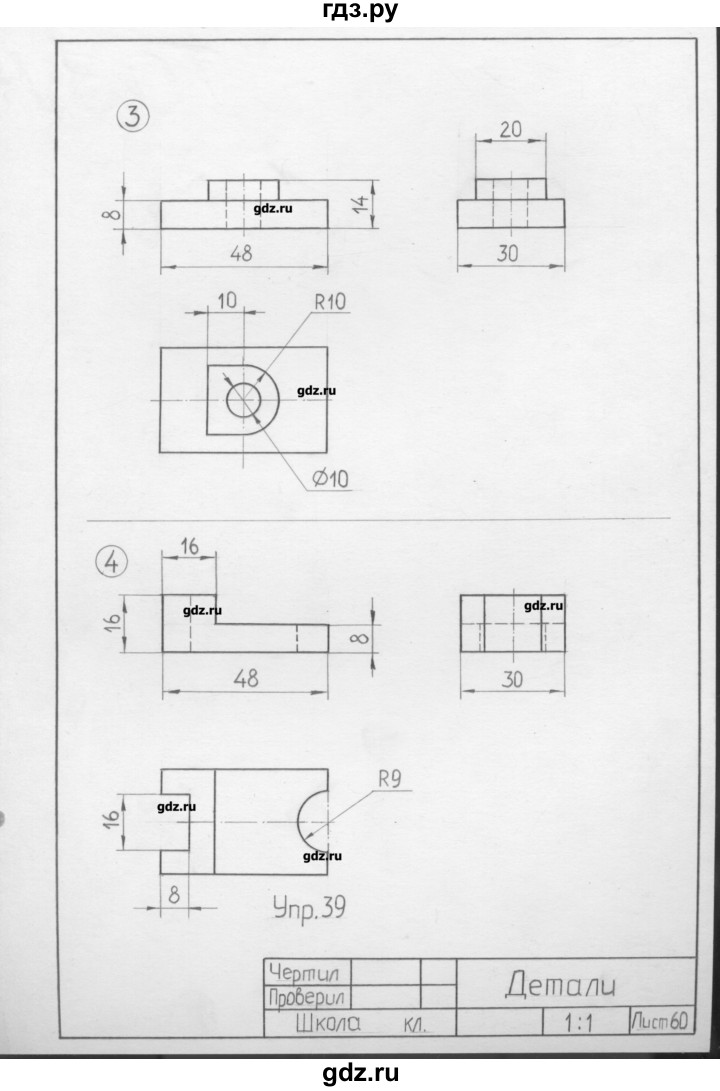 гдз.ру
3
20
8
gdz.ru
14
48
30
10
R10
gdz.ru
Ø10
4
16
16
gdz.ru
8
gdz.ru
48
30
R9
16
gdz.ru
gdz.ru
8
Упр.39
Чертил
Проверил
Детали
Школа кл.
1:1
Лист 60
gdz.ru